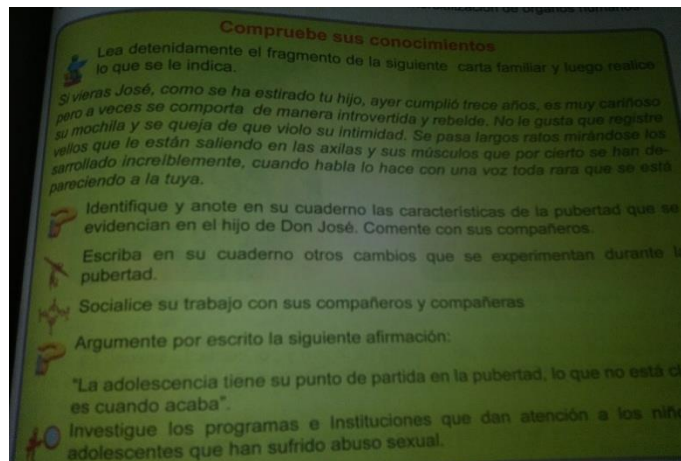 Compruebe sus conocimientos
Lea detenidamente el fragmento de la siguiente carta familiar y luego realice
lo que se le indica.
Si vieras José, como se ha estirado tu hijo, ayer cumplió trece años, es muy cariñoso
pero a veces se comporta de manera introvertida y rebelde. No le gusta que registre
su mochila y se queja de que violo su intimidad. Se pasa largos ratos mirándose los
vellos que le están saliendo en las axilas y sus músculos que por cierto se han de-
sarrollado increíblemente, cuando habla lo hace con una voz toda rara que se está
pareciendo a la tuya.
Identifique y anote en su cuaderno las características de la pubertad que se
evidencian en el hijo de Don José. Comente con sus compañeros.
Escriba en su cuaderno otros cambios que se experimentan durante
pubertad.
Socialice su trabajo con sus compañeros y compañeras
Argumente por escrito la siguiente afirmación:
"La adolescencia tiene su punto de partida en la pubertad, lo que no está
es cuando acaba".
Investigue los programas e Instituciones que dan atención a los
adolescentes que han sufrido abuso sexual.